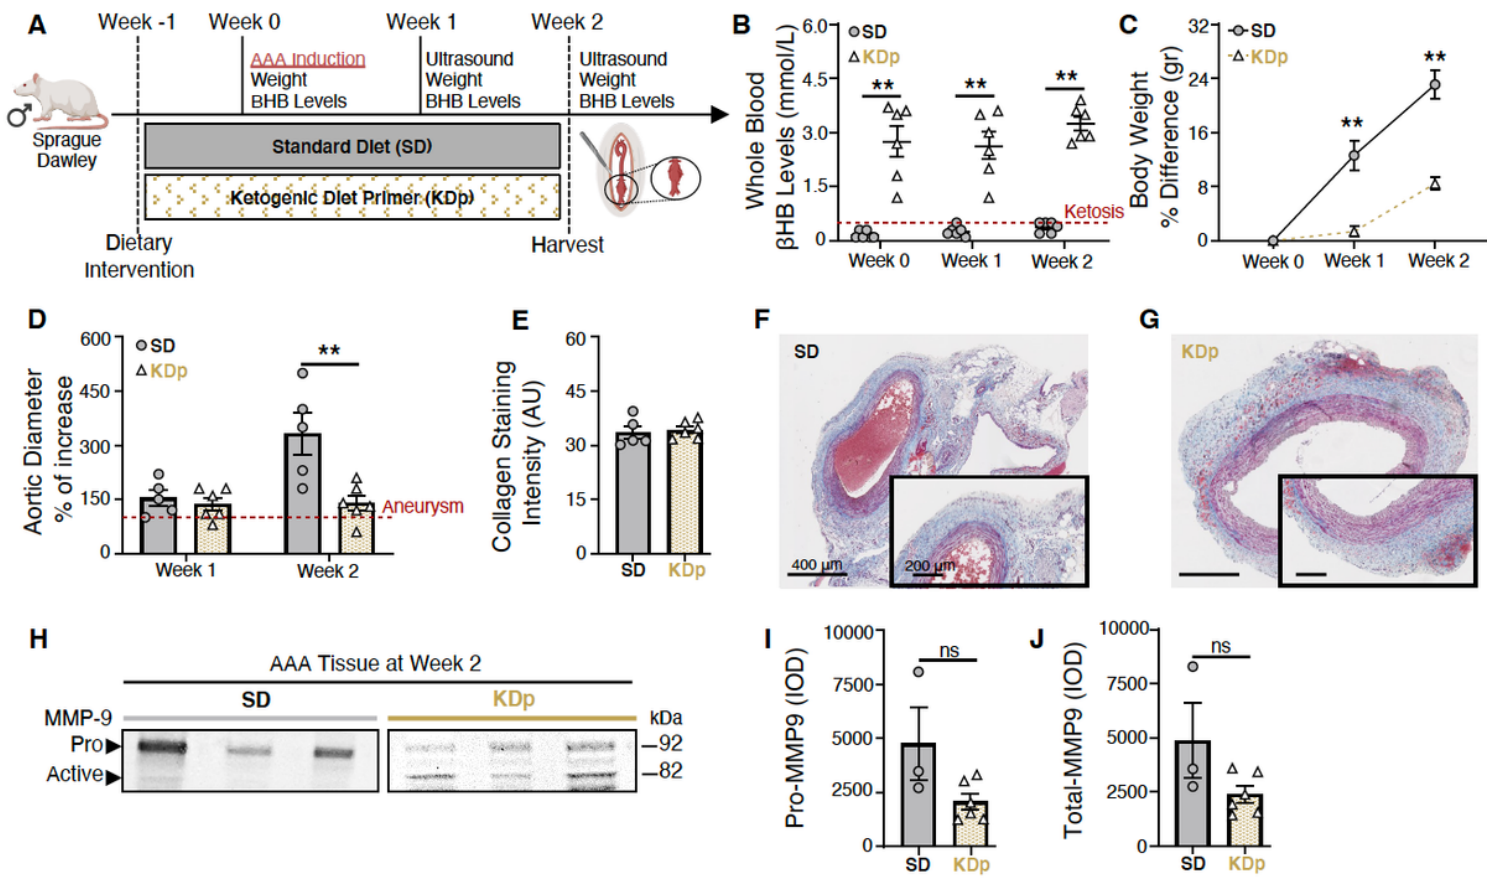 A
Week -1
Week 0
Week 1
Week 2
AAA Induction
Weight
BHB Levels
Ultrasound
Weight
BHB Levels
Ultrasound
Weight
BHB Levels
♂
Sprague
Dawley
Standard Diet (SD)
Ketogenic Diet Primer (KDp)
Dietary
Intervention
Harvest
B
Whole Blood
βHB Levels (mmol/L)
6.0
4.5
3.0
1.5
0
SD
KDp
**
**
**
Ketosis
Week 0
Week 1
Week 2
C
Body Weight
% Difference (gr)
32
24
16
8
0
SD
KDp
**
**
Week 0
Week 1
Week 2
D
Aortic Diameter
% of increase
600
450
300
150
0
SD
KDp
**
Aneurysm
Week 1
Week 2
E
Collagen Staining
Intensity (AU)
60
45
30
15
0
SD
KDp
F
SD
400 µm
200 µm
G
KDp
H
AAA Tissue at Week 2
SD
KDp
MMP-9
kDa
Pro
92
Active
82
I
Pro-MMP9 (IOD)
10000
7500
5000
2500
0
ns
SD
KDp
J
Total-MMP9 (IOD)
10000
7500
5000
2500
0
ns
SD
KDp